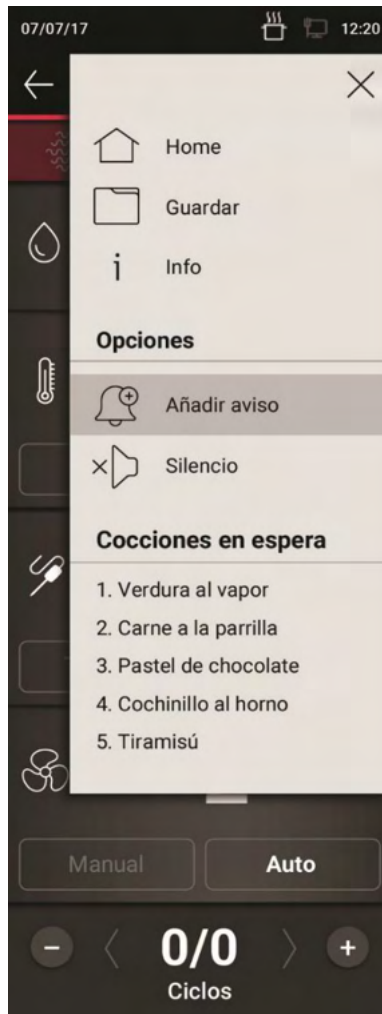 07/07/17
12:20
Home
Guardar
i Info
Opciones
Añadir aviso
Silencio
Cocciones en espera
1. Verdura al vapor
2. Carne a la parrilla
3. Pastel de chocolate
4. Cochinillo al horno
5. Tiramisú
Manual Auto
0/0
Ciclos